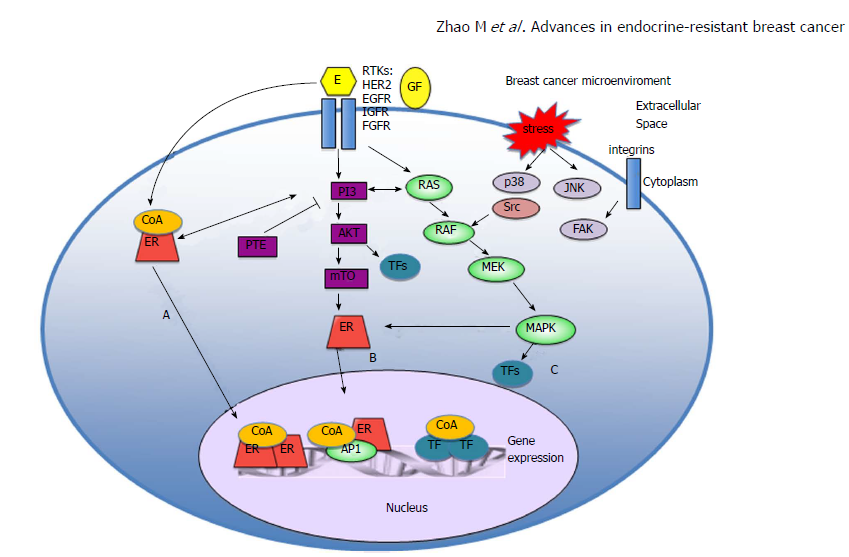 Zhao M et al. Advances in endocrine-resistant breast cancer
E
RTKs:
HER2
EGFR
IGFR
FGFR
GF
Breast cancer microenviroment
Extracellular
Space
stress
integrins
Cytoplasm
p38
JNK
Src
FAK
PI3
RAS
CoA
ER
PTE
AKT
RAF
TFs
mTO
MEK
A
ER
MAPK
B
TFs
C
CoA
ER
ER
CoA
ER
AP1
CoA
TF
TF
Gene
expression
Nucleus